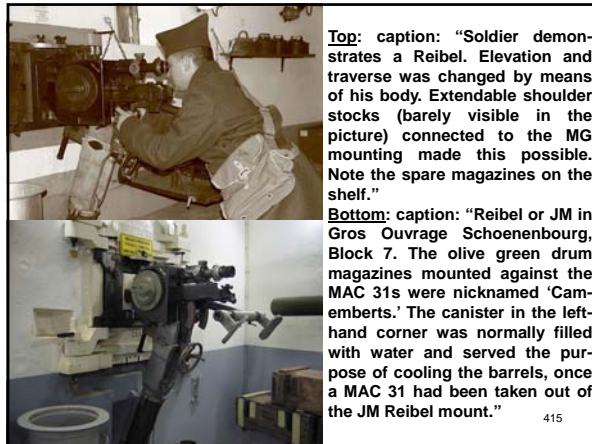 Top: caption: “Soldier demon-
strates a Reibel. Elevation and
traverse was changed by means
of his body. Extendable shoulder
stocks (barely visible in the
picture) connected to the MG
mounting made this possible.
Note the spare magazines on the
shelf.”
Bottom: caption: “Reibel or JM in
Gros Ouvrage Schoenenbourg,
Block 7. The olive green drum
magazines mounted against the
MAC 31s were nicknamed ‘Cam-
emberts.’ The canister in the left-
hand corner was normally filled
with water and served the pur-
pose of cooling the barrels, once
a MAC 31 had been taken out of
the JM Reibel mount.”
415